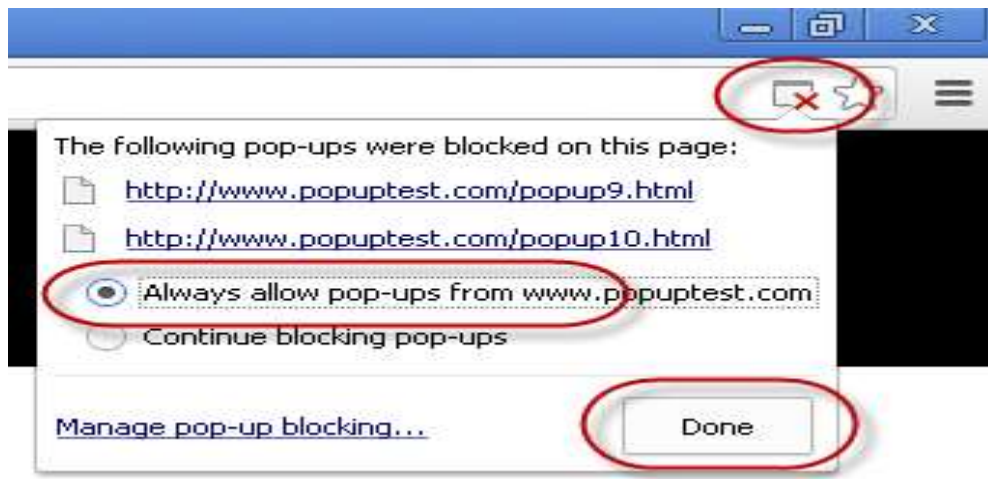 The following pop-ups were blocked on this page:
http://www.popuptest.com/popup9.html
http://www.popuptest.com/popup10.html
Always allow pop-ups from www.popuptest.com
Continue blocking pop-ups
Manage pop-up blocking...
Done